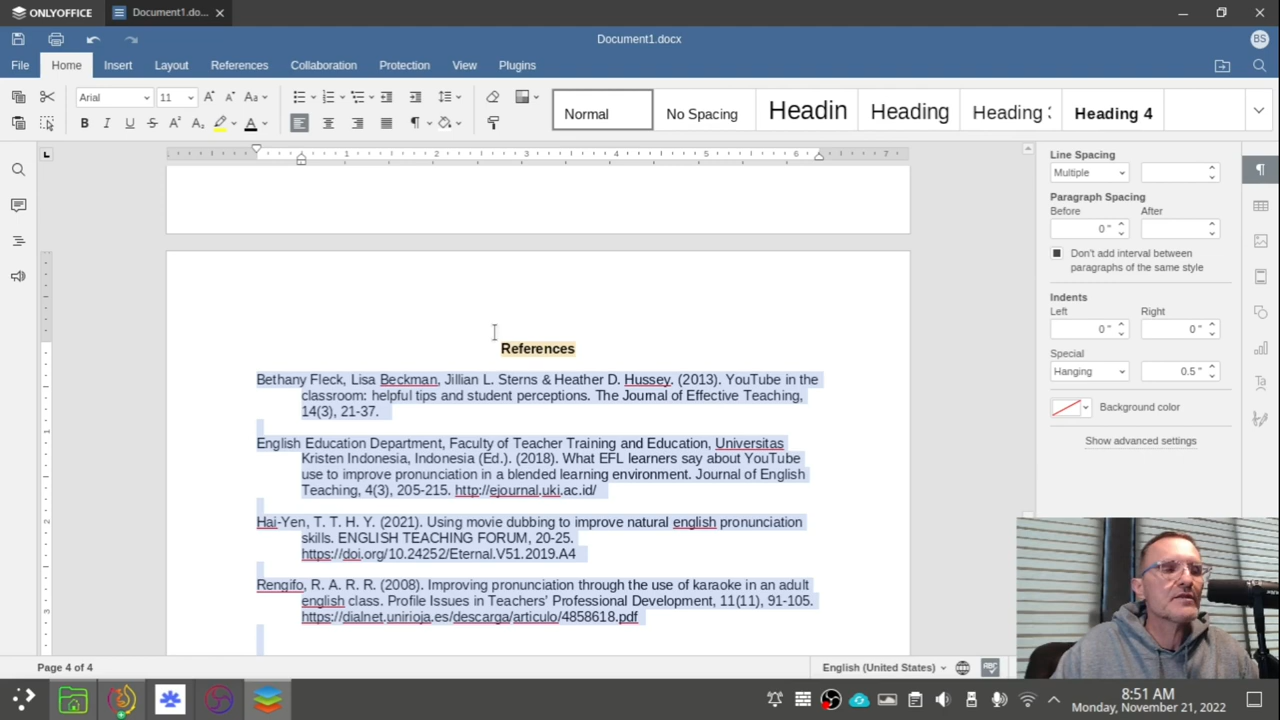 ONLYOFFICE
Document1.do...
Document1.docx
BS
File
Home
Insert
Layout
References
Collaboration
Protection
View
Plugins
Arial
11
Normal
No Spacing
Headin
Heading
Heading
Heading 4
1
2
3
4
5
6
7
Line Spacing
Multiple
Paragraph Spacing
Before
After
0 "
Don't add interval between
paragraphs of the same style
Indents
Left
Right
0 "
0 "
Special
Hanging
0.5 "
Background color
Show advanced settings
References
Bethany Fleck, Lisa Beckman, Jillian L. Sterns & Heather D. Hussey. (2013). YouTube in the
classroom: helpful tips and student perceptions. The Journal of Effective Teaching,
14(3), 21-37.
English Education Department, Faculty of Teacher Training and Education, Universitas
Kristen Indonesia, Indonesia (Ed.). (2018). What EFL learners say about YouTube
use to improve pronunciation in a blended learning environment. Journal of English
Teaching, 4(3), 205-215. http://ejournal.uki.ac.id/
Hai-Yen, T. T. H. Y. (2021). Using movie dubbing to improve natural english pronunciation
skills. ENGLISH TEACHING FORUM, 20-25.
https://doi.org/10.24252/Eternal.V51.2019.A4
Rengifo, R. A. R. R. (2008). Improving pronunciation through the use of karaoke in an adult
english class. Profile Issues in Teachers' Professional Development, 11(11), 91-105.
https://dialnet.unirioja.es/descarga/articulo/4858618.pdf
Page 4 of 4
English (United States)
8:51 AM
Monday, November 21, 2022